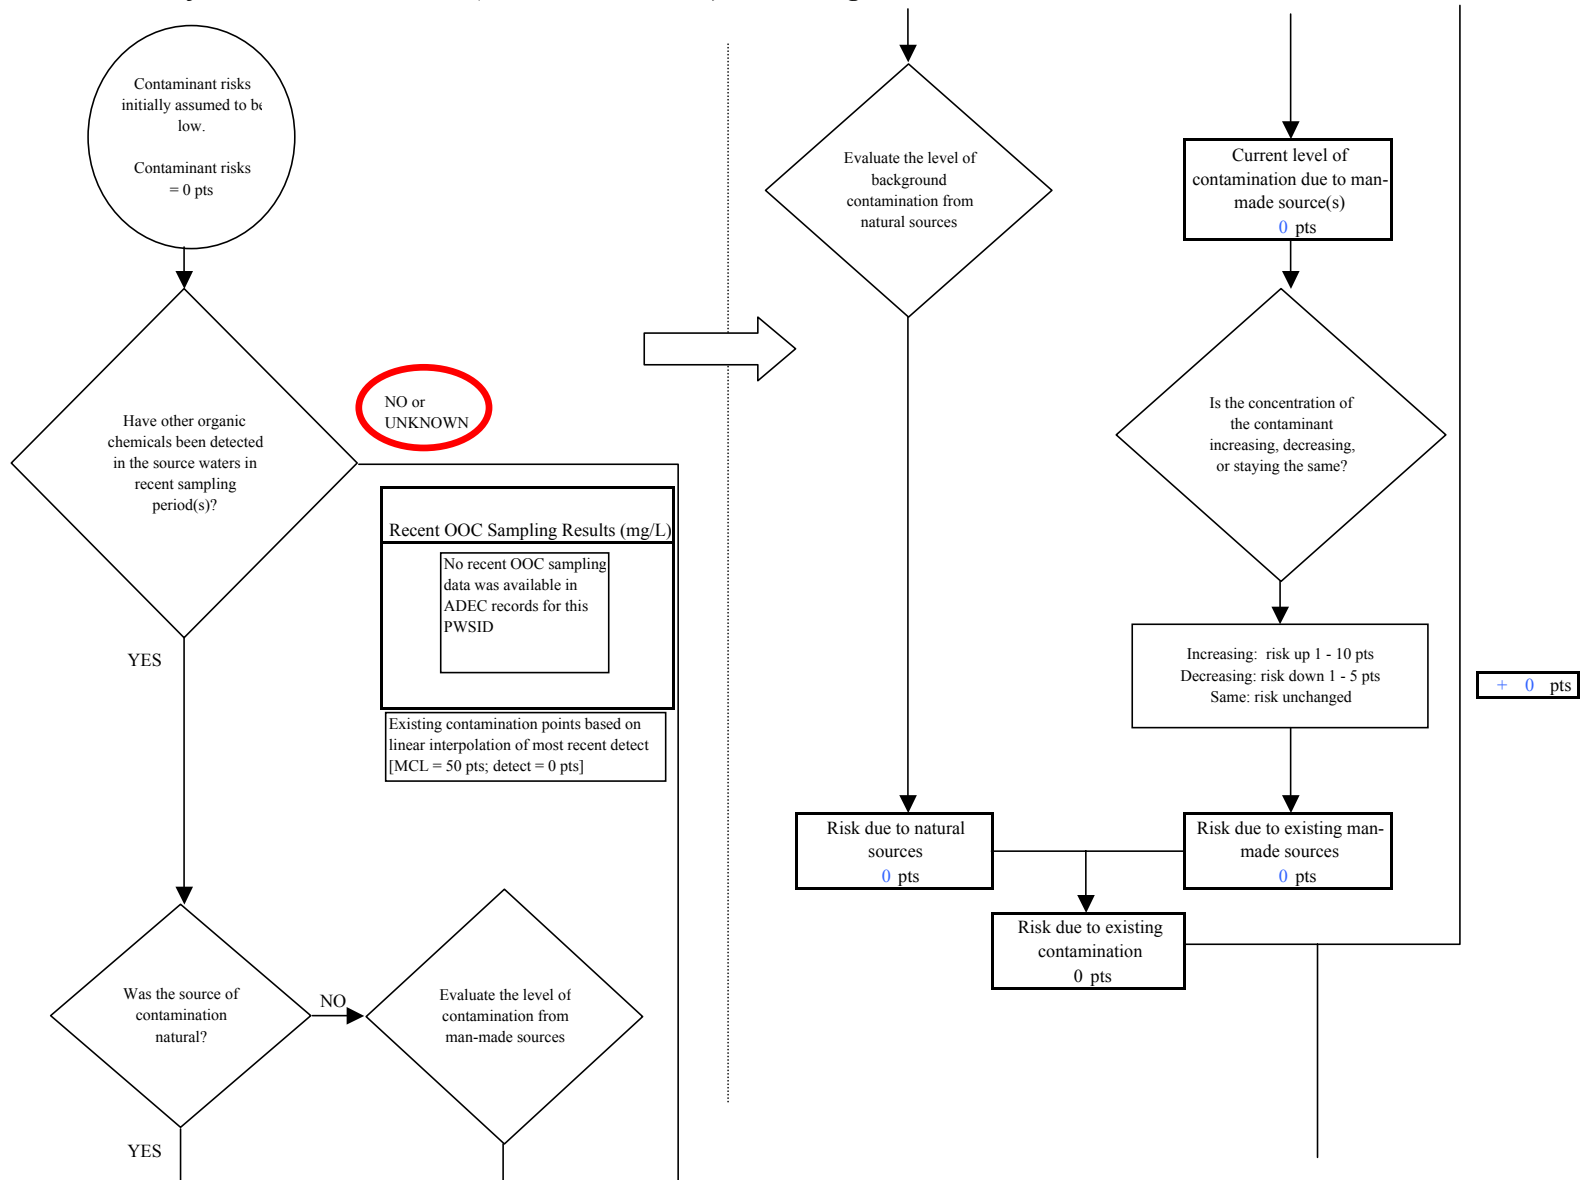 Contaminant risks
initially assumed to be
low.
Contaminant risks
= 0 pts
Have other organic
chemicals been detected
in the source waters in
recent sampling
period(s)?
NO or
UNKNOWN
Recent OOC Sampling Results (mg/L)
No recent OOC sampling
data was available in
ADEC records for this
PWSID
Existing contamination points based on
linear interpolation of most recent detect
[MCL = 50 pts; detect = 0 pts]
YES
Was the source of
contamination
natural?
NO
Evaluate the level of
contamination from
man-made sources
YES
Evaluate the level of
background
contamination from
natural sources
Current level of
contamination due to man-
made source(s)
0 pts
Is the concentration of
the contaminant
increasing, decreasing,
or staying the same?
Increasing: risk up 1 - 10 pts
Decreasing: risk down 1 - 5 pts
Same: risk unchanged
+ 0 pts
Risk due to natural
sources
0 pts
Risk due to existing man-
made sources
0 pts
Risk due to existing
contamination
0 pts